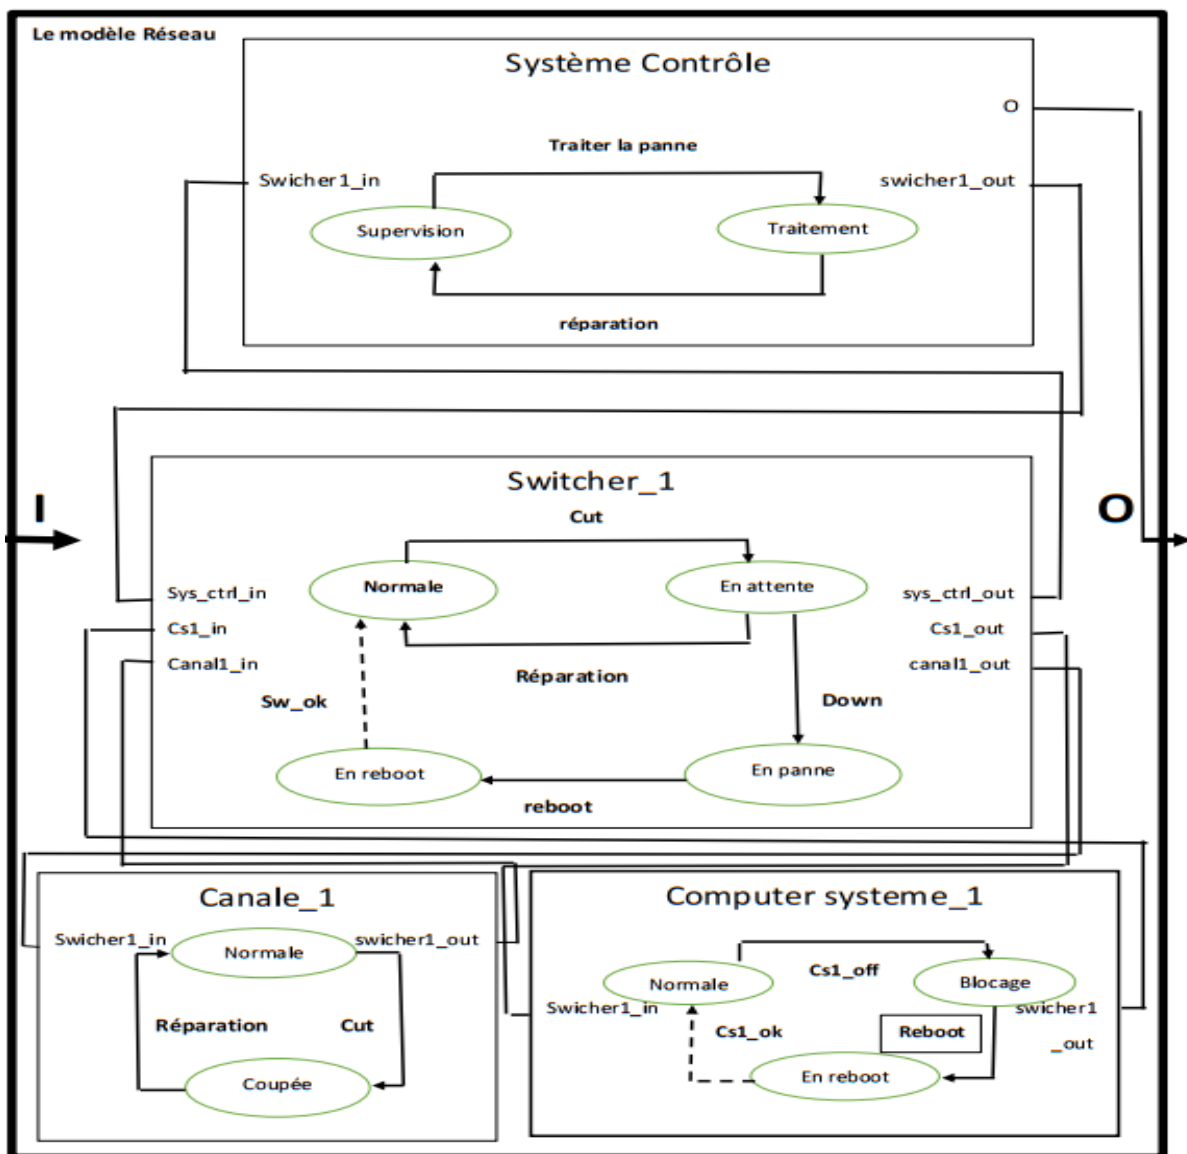 Le modèle Réseau
Système Contrôle
O
Traiter la panne
Swicher1_in
swicher1_out
Supervision
Traitement
réparation
I
O
Switcher_1
Cut
Normale
En attente
Sys_ctrl_in
sys_ctrl_out
Cs1_in
Cs1_out
Canal1_in
canal1_out
Réparation
Sw_ok
Down
En reboot
En panne
reboot
Canale_1
Swicher1_in
swicher1_out
Normale
Réparation
Cut
Coupée
Computer systeme_1
Normale
Cs1_off
Blocage
Swicher1_in
swicher1
_out
Cs1_ok
Reboot
En reboot